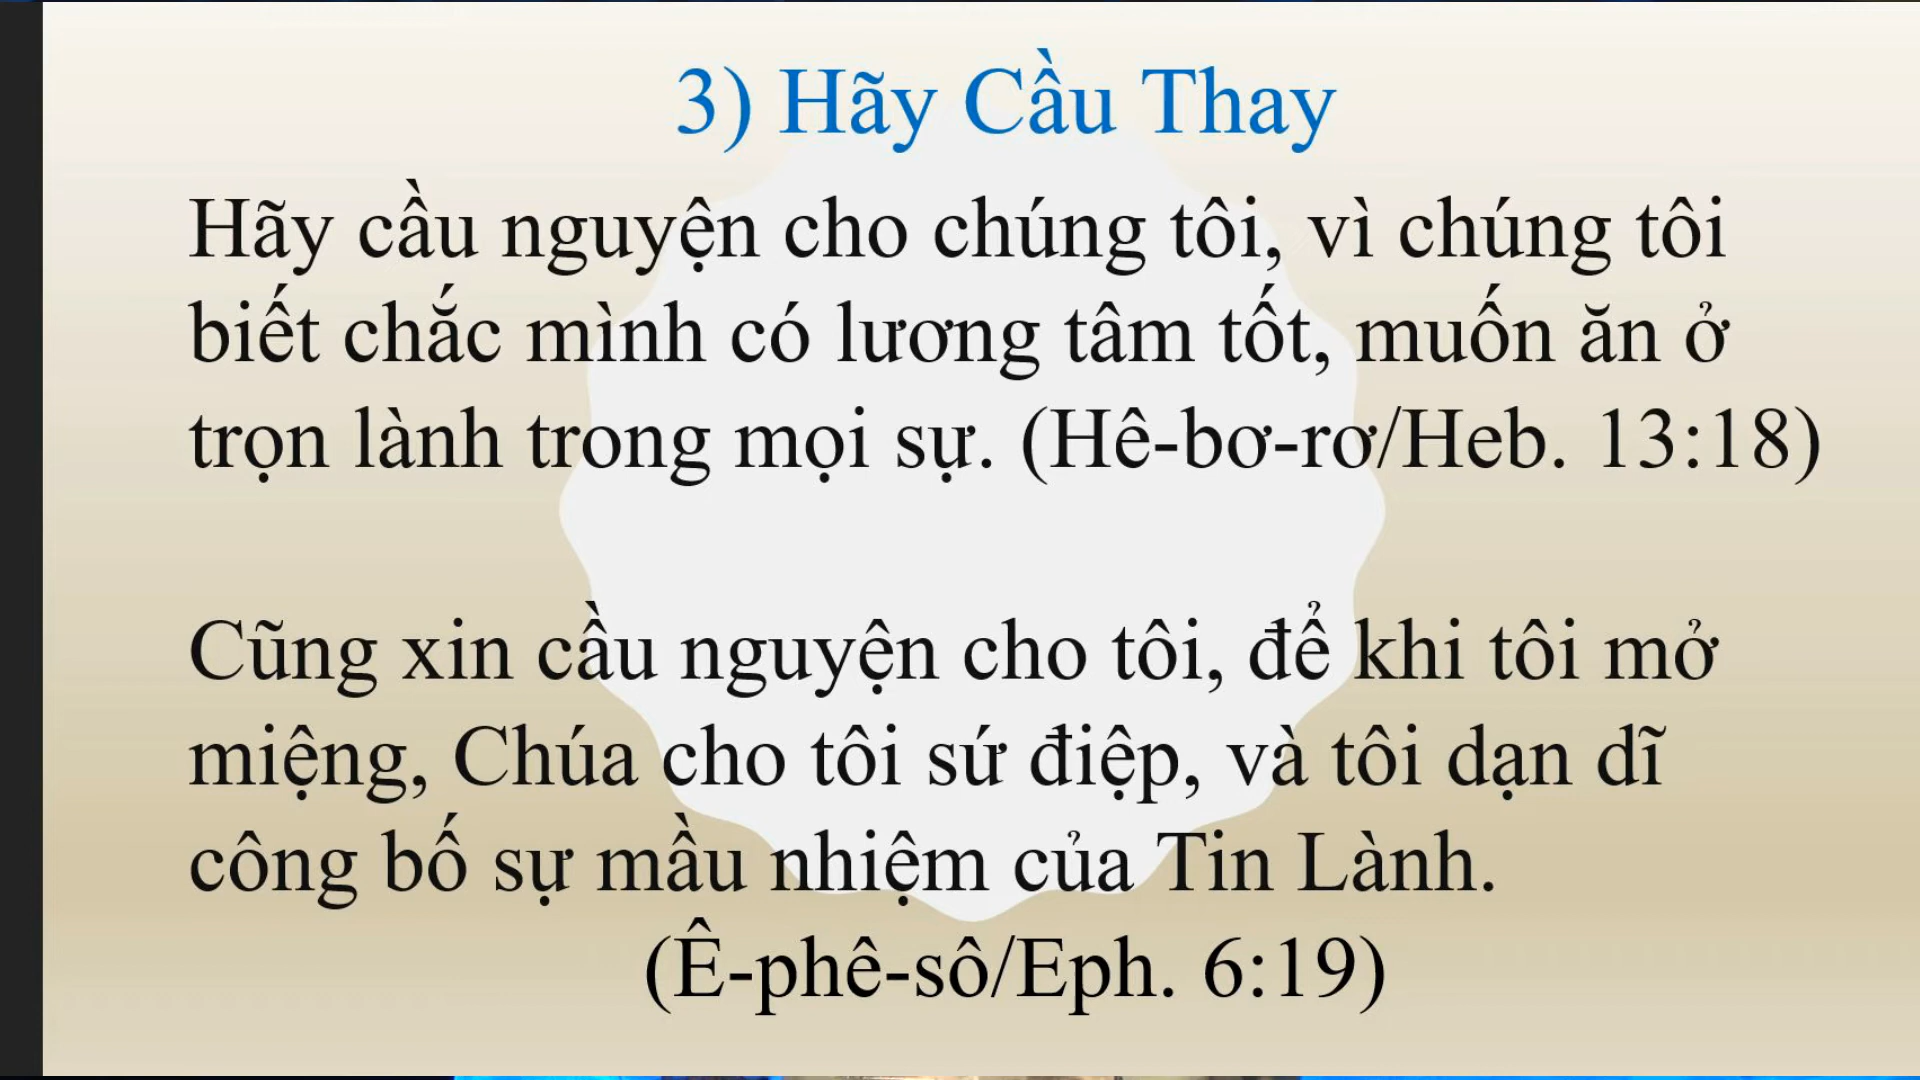 3) Hãy Cầu Thay
Hãy cầu nguyện cho chúng tôi, vì chúng tôi
biết chắc mình có lương tâm tốt, muốn ăn ở
trọn lành trong mọi sự. (Hê-bơ-rơ/Heb. 13:18)
Cũng xin cầu nguyện cho tôi, để khi tôi mở
miệng, Chúa cho tôi sứ điệp, và tôi dạn dĩ
công bố sự mầu nhiệm của Tin Lành.
(Ê-phê-sô/Eph. 6:19)